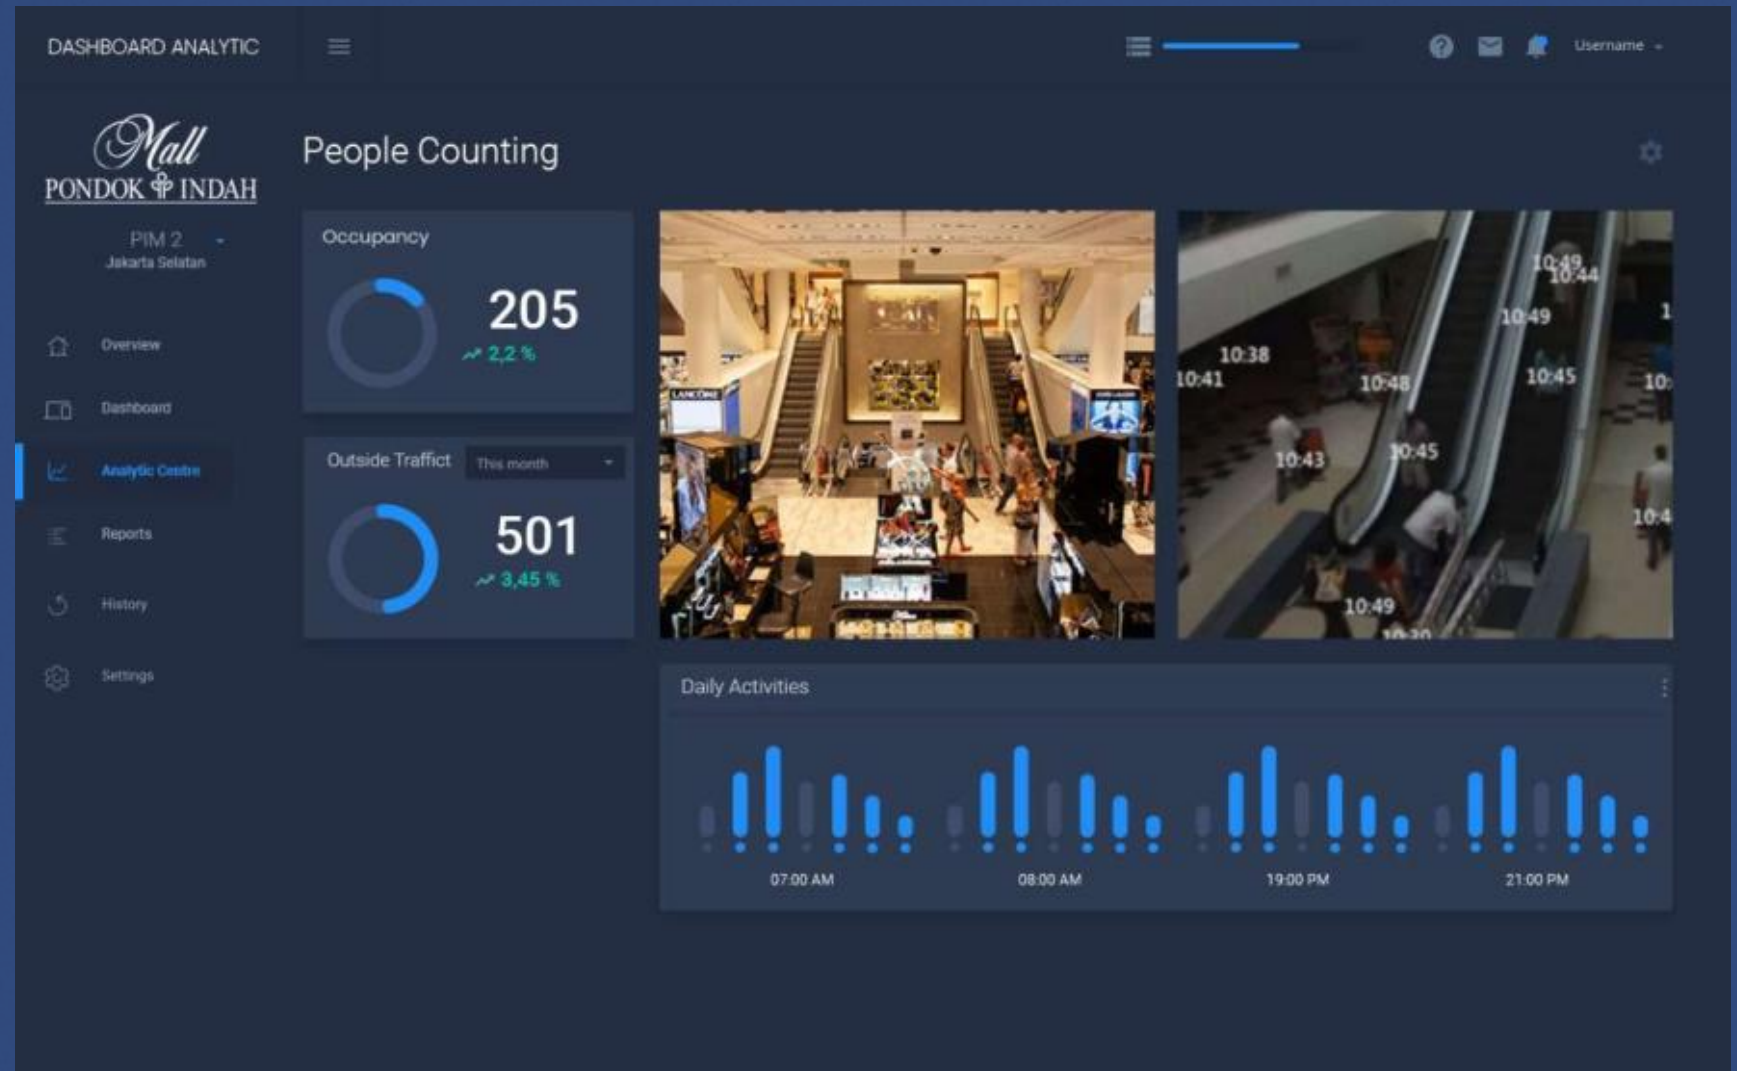 DASHBOARD ANALYTIC
Username
Mall
PONDOK INDAH
PIM 2
Jakarta Selatan
Overview
Dashboard
Analytic Centre
Reports
History
Settings
People Counting
Occupancy
205
2,2 %
Outside Traffict
This month
501
3,45 %
LANCÔME
10:49
10:44
10:49
10:38
10:41
10:48
10:45
10:43
10:45
10:49
Daily Activities
07:00 AM
08:00 AM
19:00 PM
21:00 PM